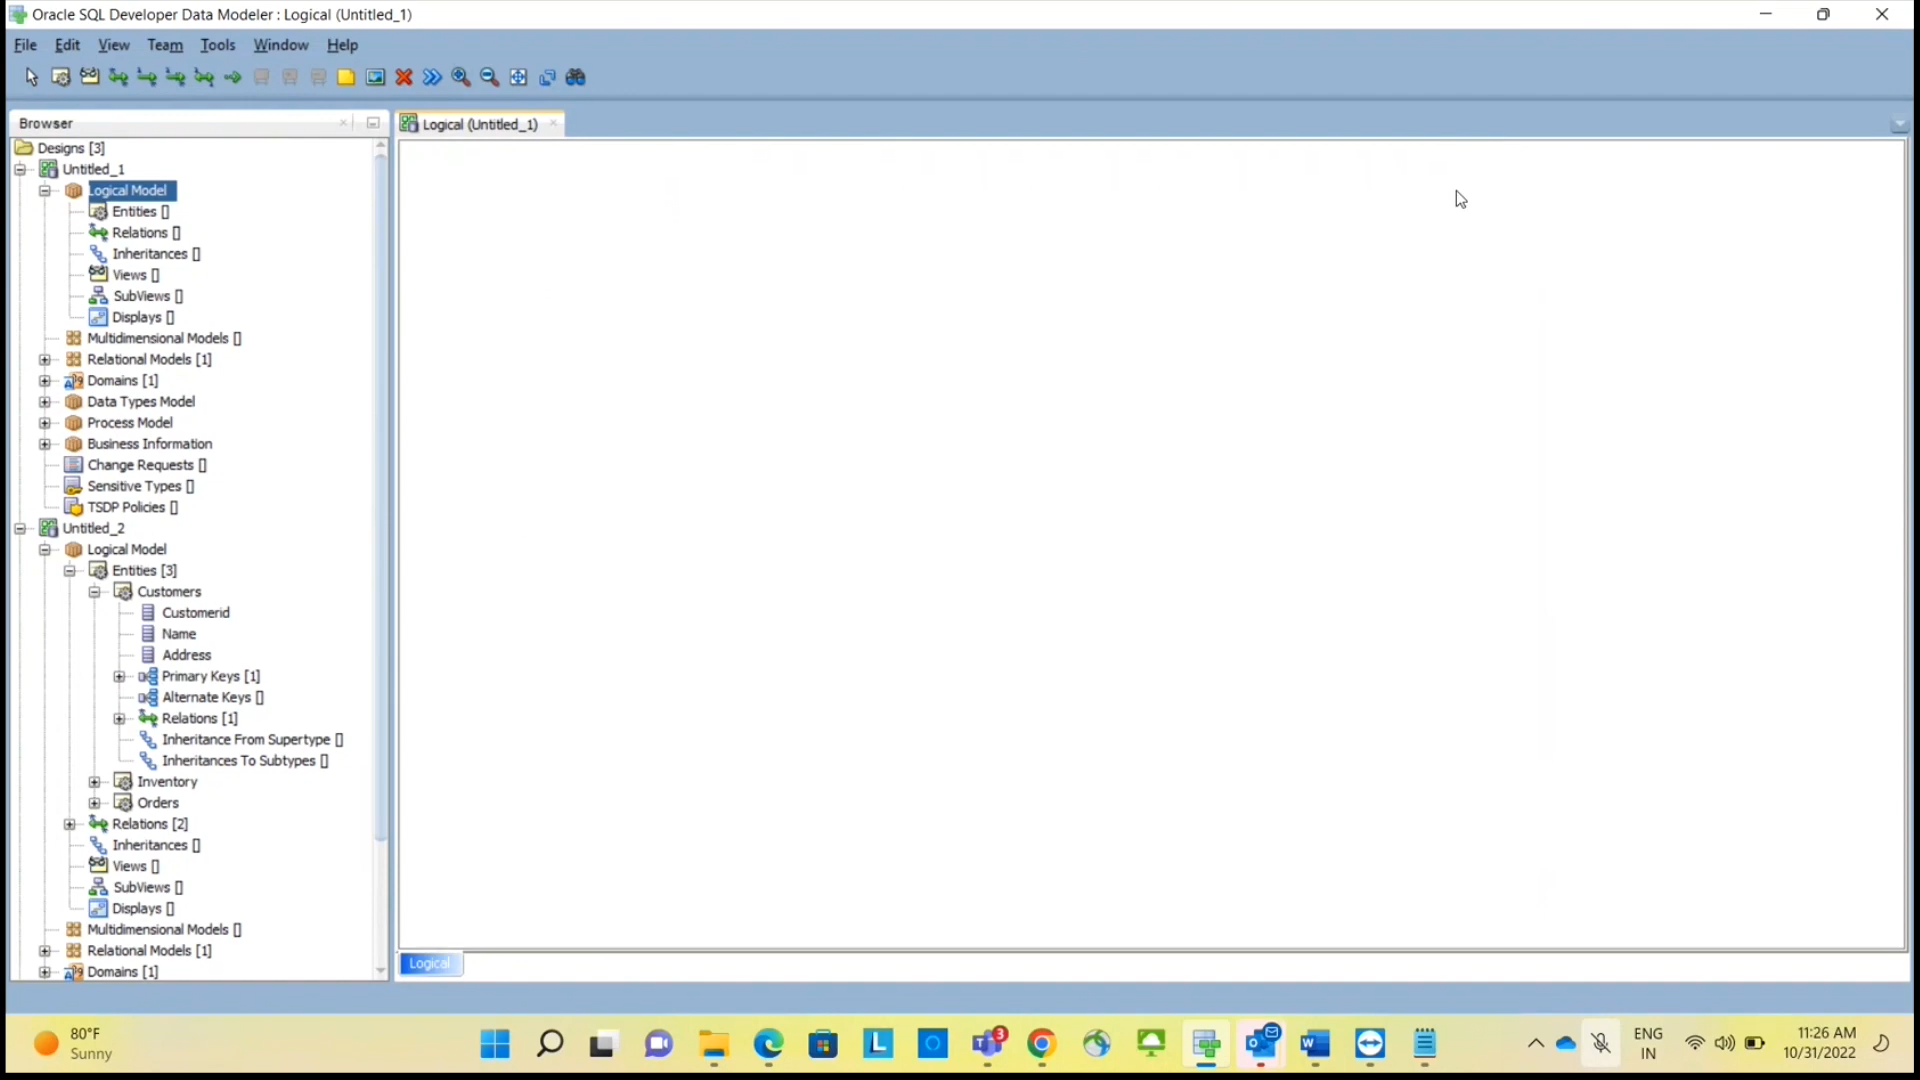 Oracle SQL Developer Data Modeler : Logical (Untitled_1)
File Edit View Team Tools Window Help
Browser
Logical (Untitled_1)
Designs [3]
Untitled_1
Logical Model
Entities []
Relations []
Inheritances []
Views []
SubViews []
Displays []
Multidimensional Models []
Relational Models [1]
Domains [1]
Data Types Model
Process Model
Business Information
Change Requests []
Sensitive Types []
TSDP Policies []
Untitled_2
Logical Model
Entities [3]
Customers
Customerid
Name
Address
Primary Keys [1]
Alternate Keys []
Relations [1]
Inheritance From Supertype []
Inheritances To Subtypes []
Inventory
Orders
Relations [2]
Inheritances []
Views []
SubViews []
Displays []
Multidimensional Models []
Relational Models [1]
Domains [1]
Logical
80°F
Sunny
3
ENG
IN
11:26 AM
10/31/2022